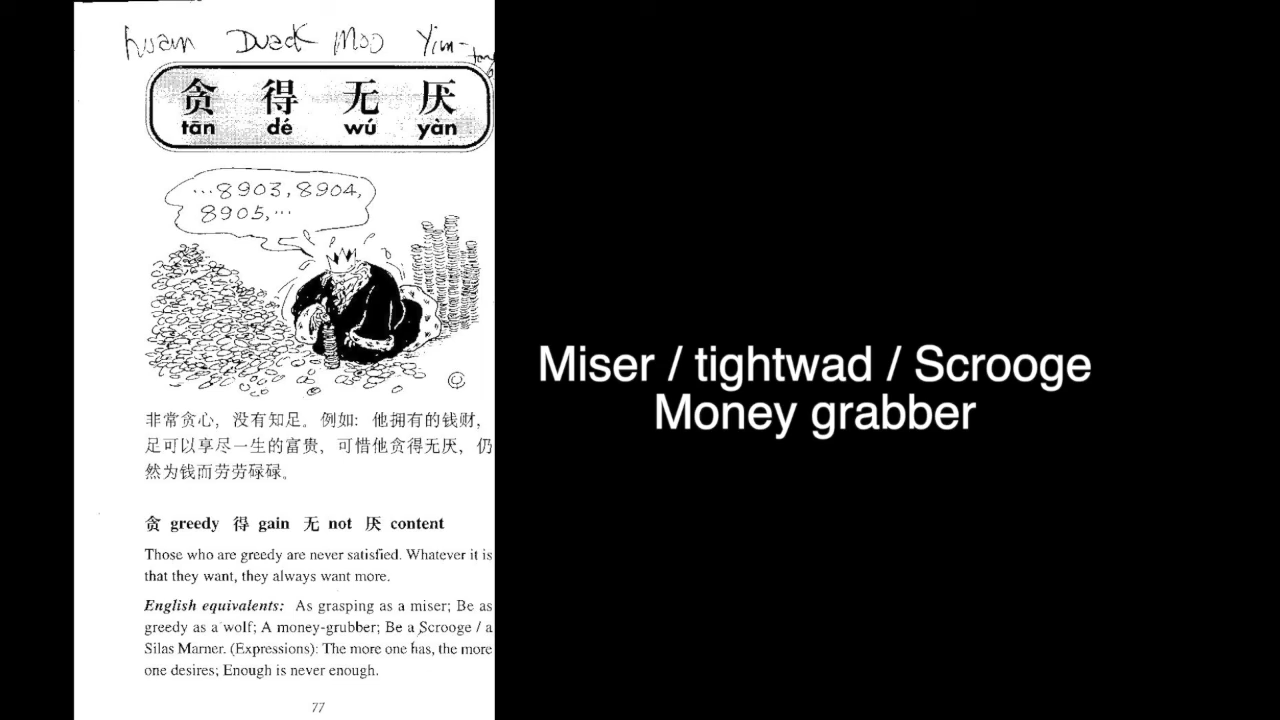 huam Duack Moo Yim-
贪 得 无 厌
tān dé wú yàn
...8903, 8904,
8905, ...
非常贪心，没有知足。例如：他拥有的钱财，
足可以享尽一生的富贵，可惜他贪得无厌，仍
然为钱而劳劳碌碌。
贪 greedy 得 gain 无 not 厌 content
Those who are greedy are never satisfied. Whatever it is
that they want, they always want more.
English equivalents: As grasping as a miser; Be as
greedy as a wolf; A money-grubber; Be a Scrooge / a
Silas Marner. (Expressions): The more one has, the more
one desires; Enough is never enough.
77
Miser / tightwad / Scrooge
Money grabber